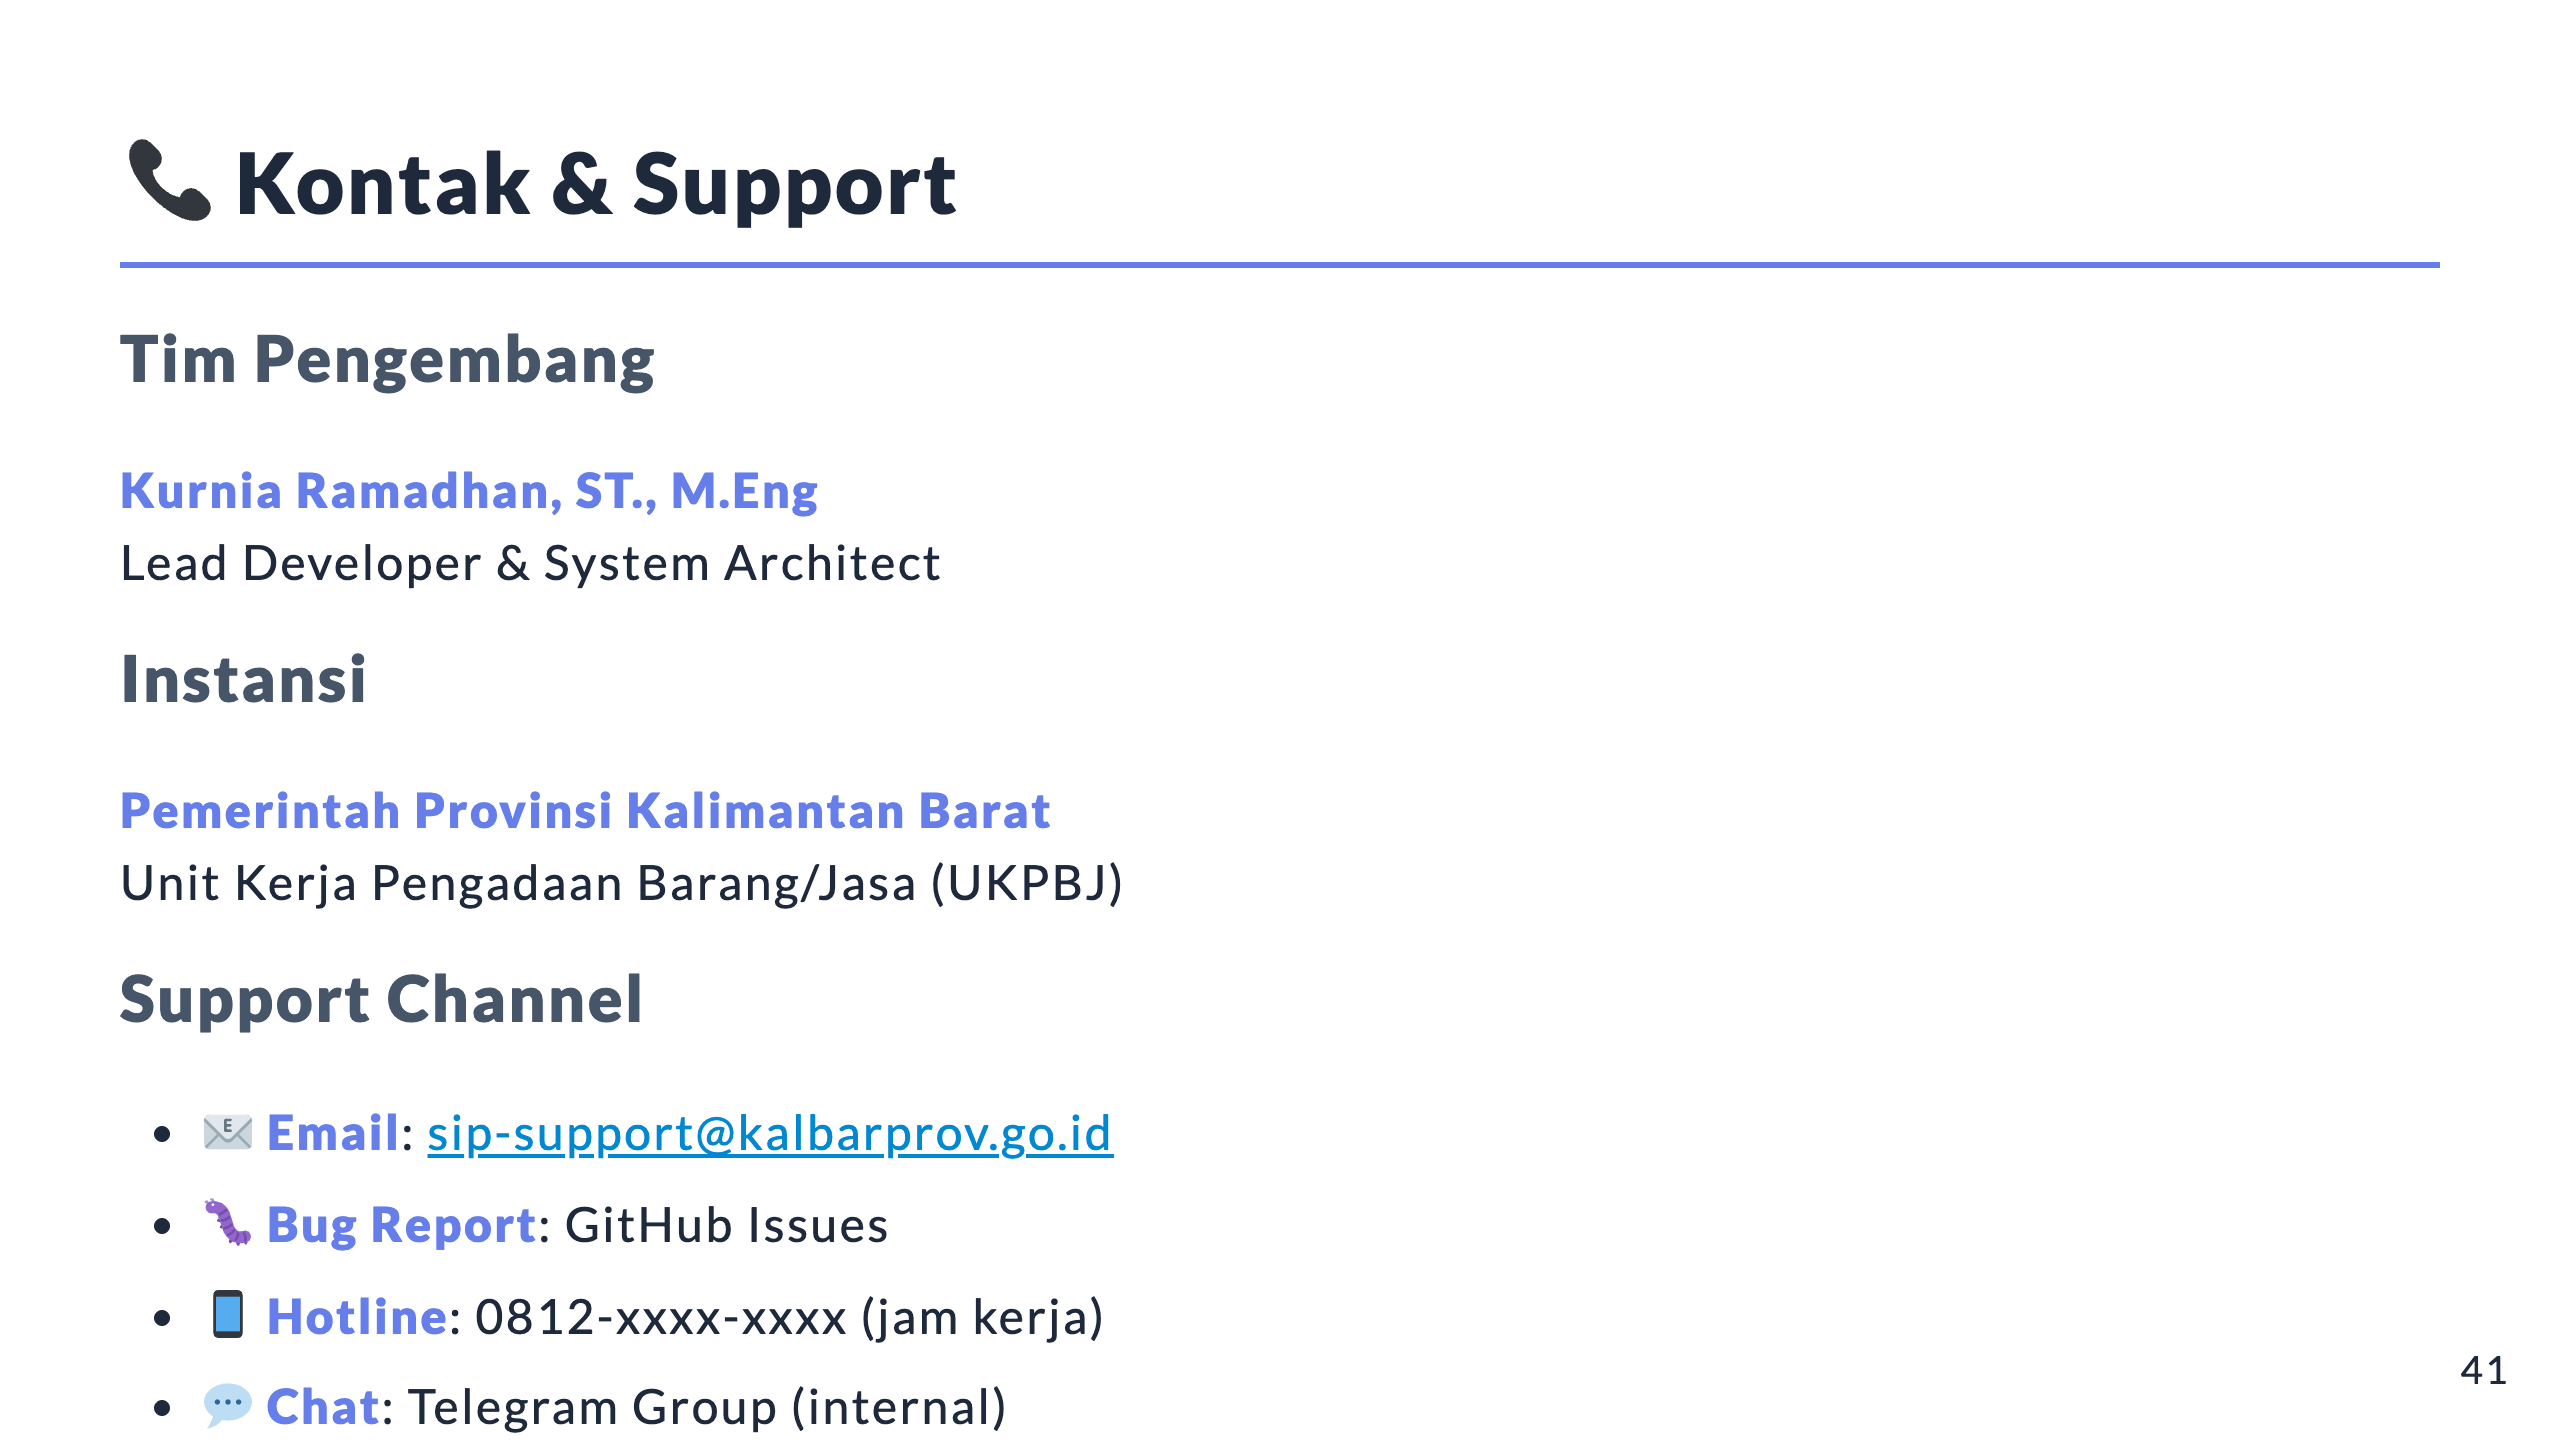 📞 Kontak & Support
Tim Pengembang
Kurnia Ramadhan, ST., M.Eng
Lead Developer & System Architect
Instansi
Pemerintah Provinsi Kalimantan Barat
Unit Kerja Pengadaan Barang/Jasa (UKPBJ)
Support Channel
• 📧 Email: sip-support@kalbarprov.go.id
• 🐛 Bug Report: GitHub Issues
• 📱 Hotline: 0812-xxxx-xxxx (jam kerja)
• 💬 Chat: Telegram Group (internal)
41